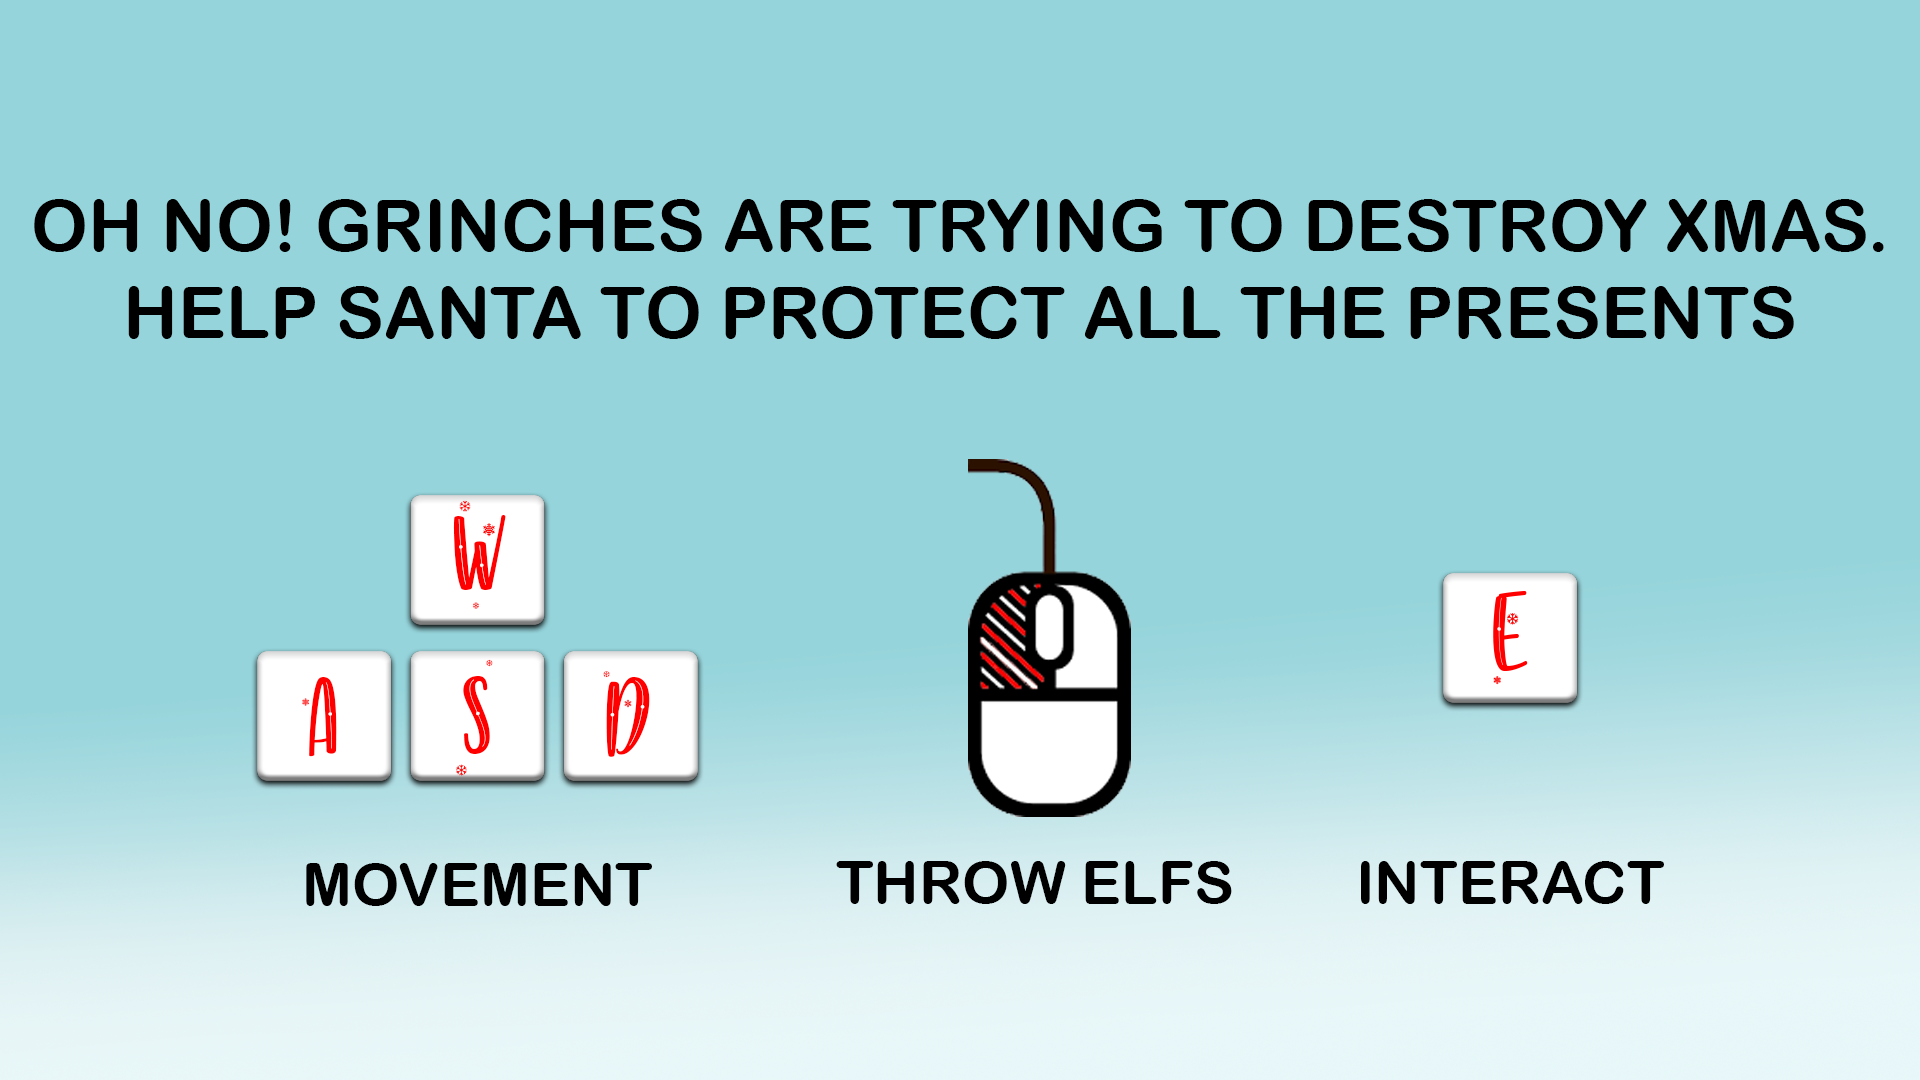 OH NO! GRINCHES ARE TRYING TO DESTROY XMAS.
HELP SANTA TO PROTECT ALL THE PRESENTS
W
A S D
E
MOVEMENT
THROW ELFS
INTERACT